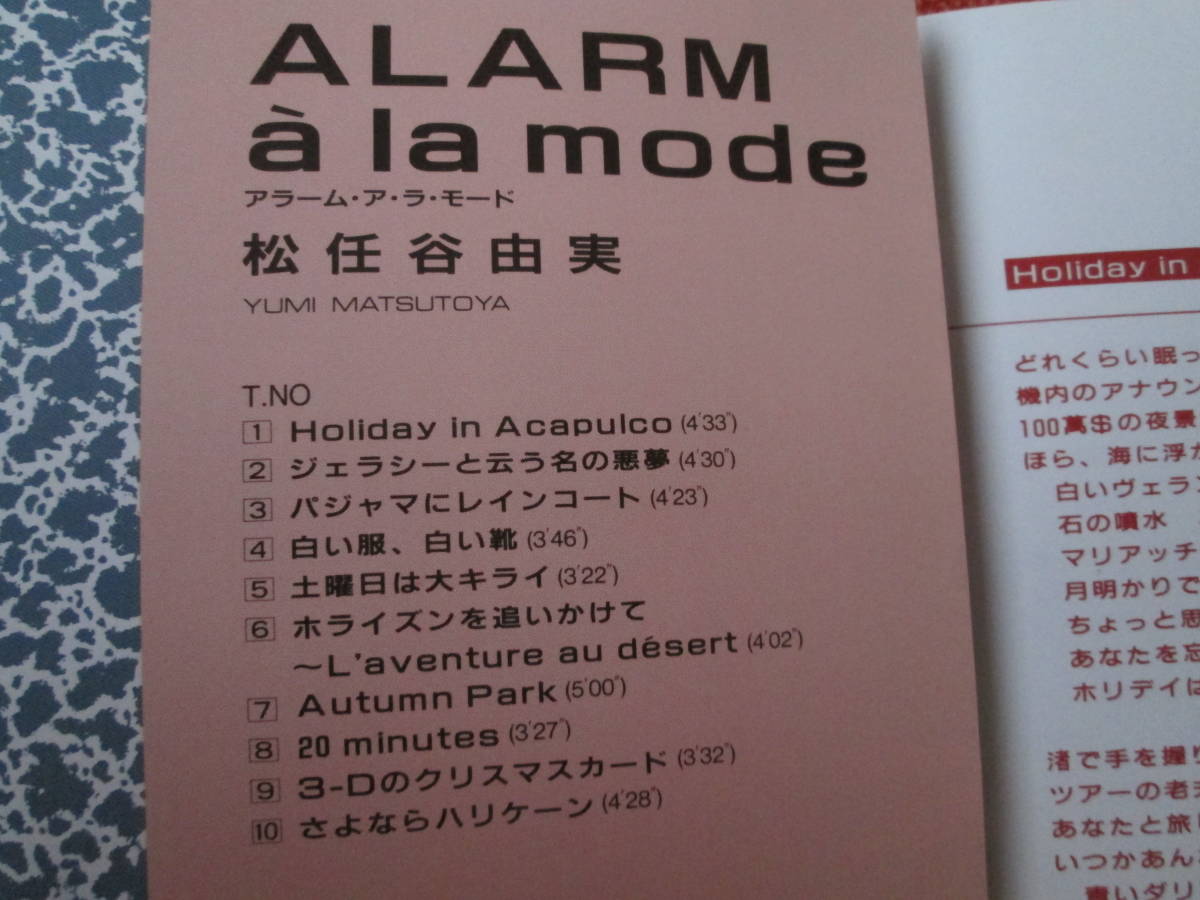 ALARM
à la mode
アラーム・ア・ラ・モード
松任谷由実
YUMI MATSUTOYA
T.NO
1 Holiday in Acapulco (4'33")
2 ジェラシーと云う名の悪夢 (4'30")
3 パジャマにレインコート (4'23")
4 白い服、白い靴 (3'46")
5 土曜日は大キライ (3'22")
6 ホライズンを追いかけて
〜L'aventure au désert (4'02")
7 Autumn Park (5'00")
8 20 minutes (3'27")
9 3-Dのクリスマスカード (3'32")
10 さよならハリケーン (4'28")
Holiday in
どれくらい眠っ
機内のアナウン
100萬$の夜景
ほら、海に浮か
白いヴェラン
石の噴水
マリアッチ
月明かりで
ちょっと思
あなたを忘
ホリデイに
渚で手を握り
ツアーの老夫
あなたと旅
いつかあん
青いダリ